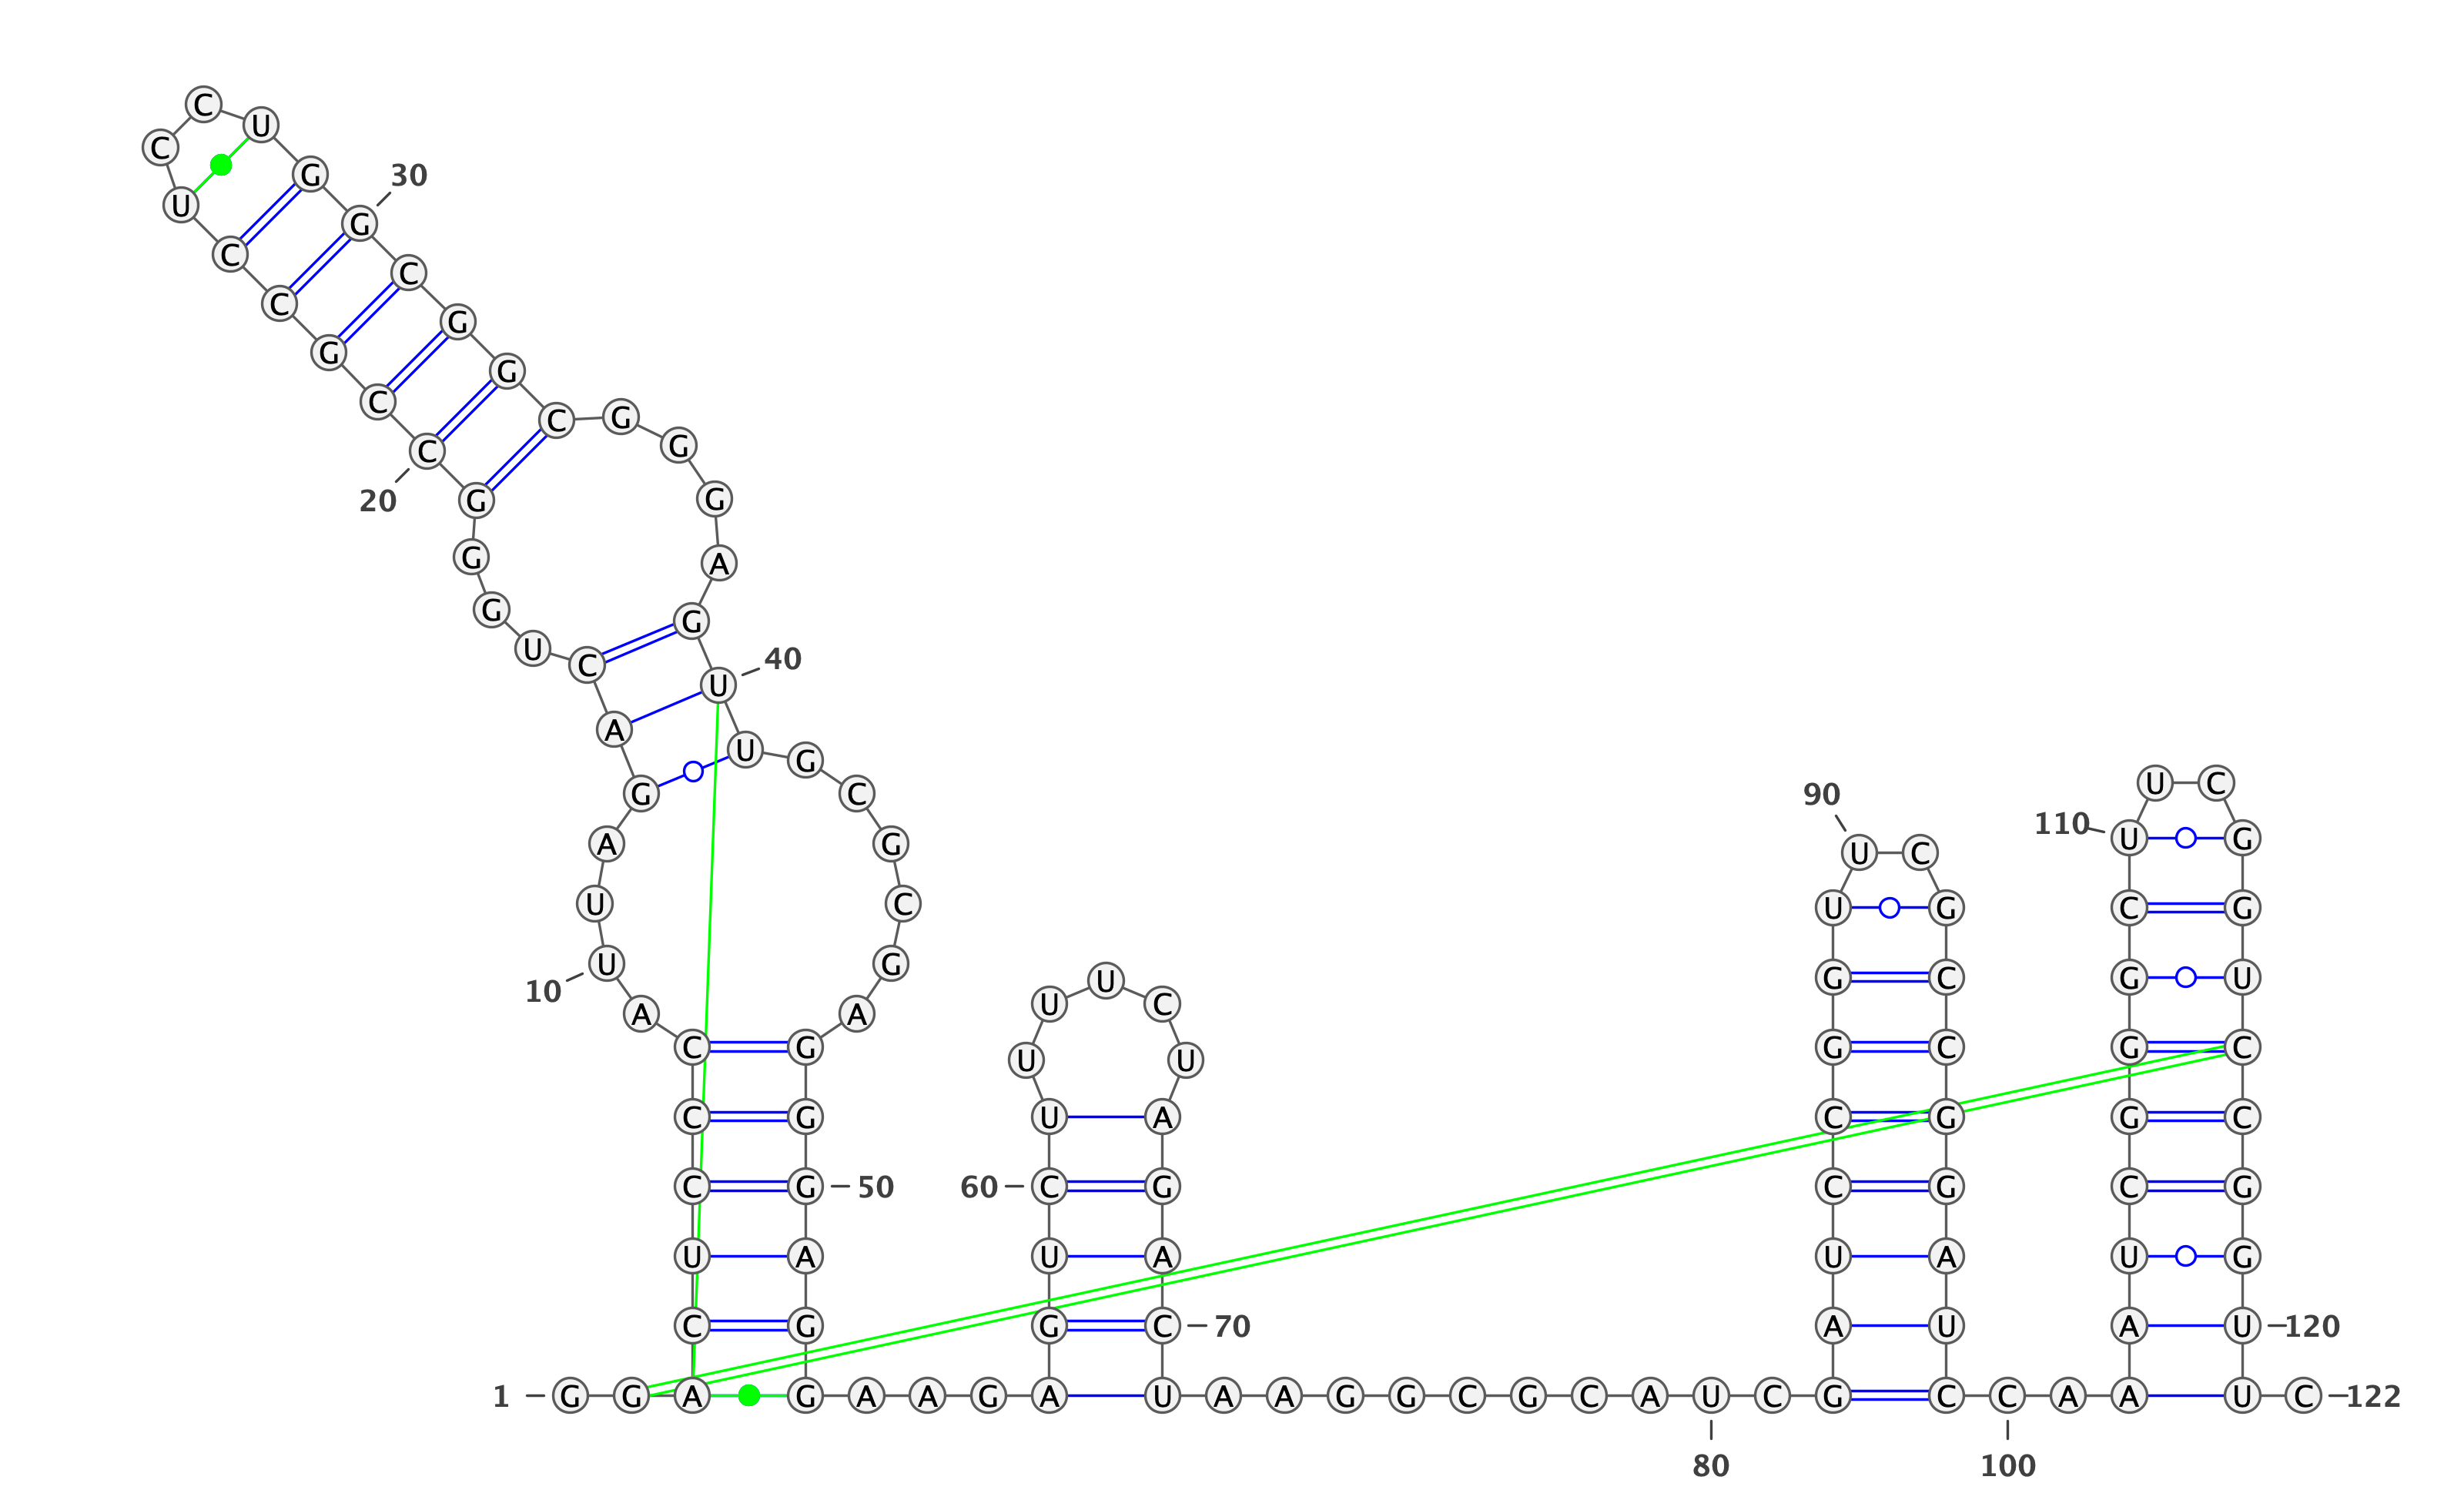 C
U
C
G 30
U
G
C
C
C
G
G
G
C
C G
C G
20 G G
G A
G G
U C 40
U
A
U G
U C
G C 90
110 U G
A G U C
U C U G C G
U G U G C G U
10 U C
A A
C G G C G C
U U
C G U A C G G C
C G 50 60 C G C G C G
U A U A U A U G
C G G C 70 A U A U 120
1 G G A G A A G A U A A G G C G C A U C G C C A A U C 122
80 100